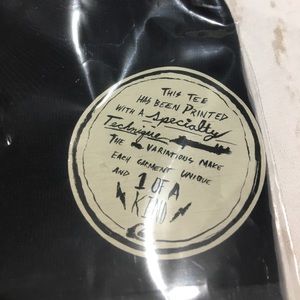 THIS TEE
HAS BEEN PRINTED
WITH A Specialty
Technique
THE VARIATIONS MAKE
EACH GARMENT UNIQUE
AND 1 OF A
KIND